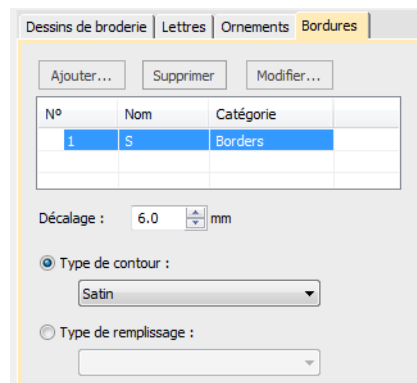 Dessins de broderie Lettres Ornements Bordures
Ajouter... Supprimer Modifier...
Nº Nom Catégorie
1 S Borders
Décalage : 6.0 mm
Type de contour :
Satin
Type de remplissage :